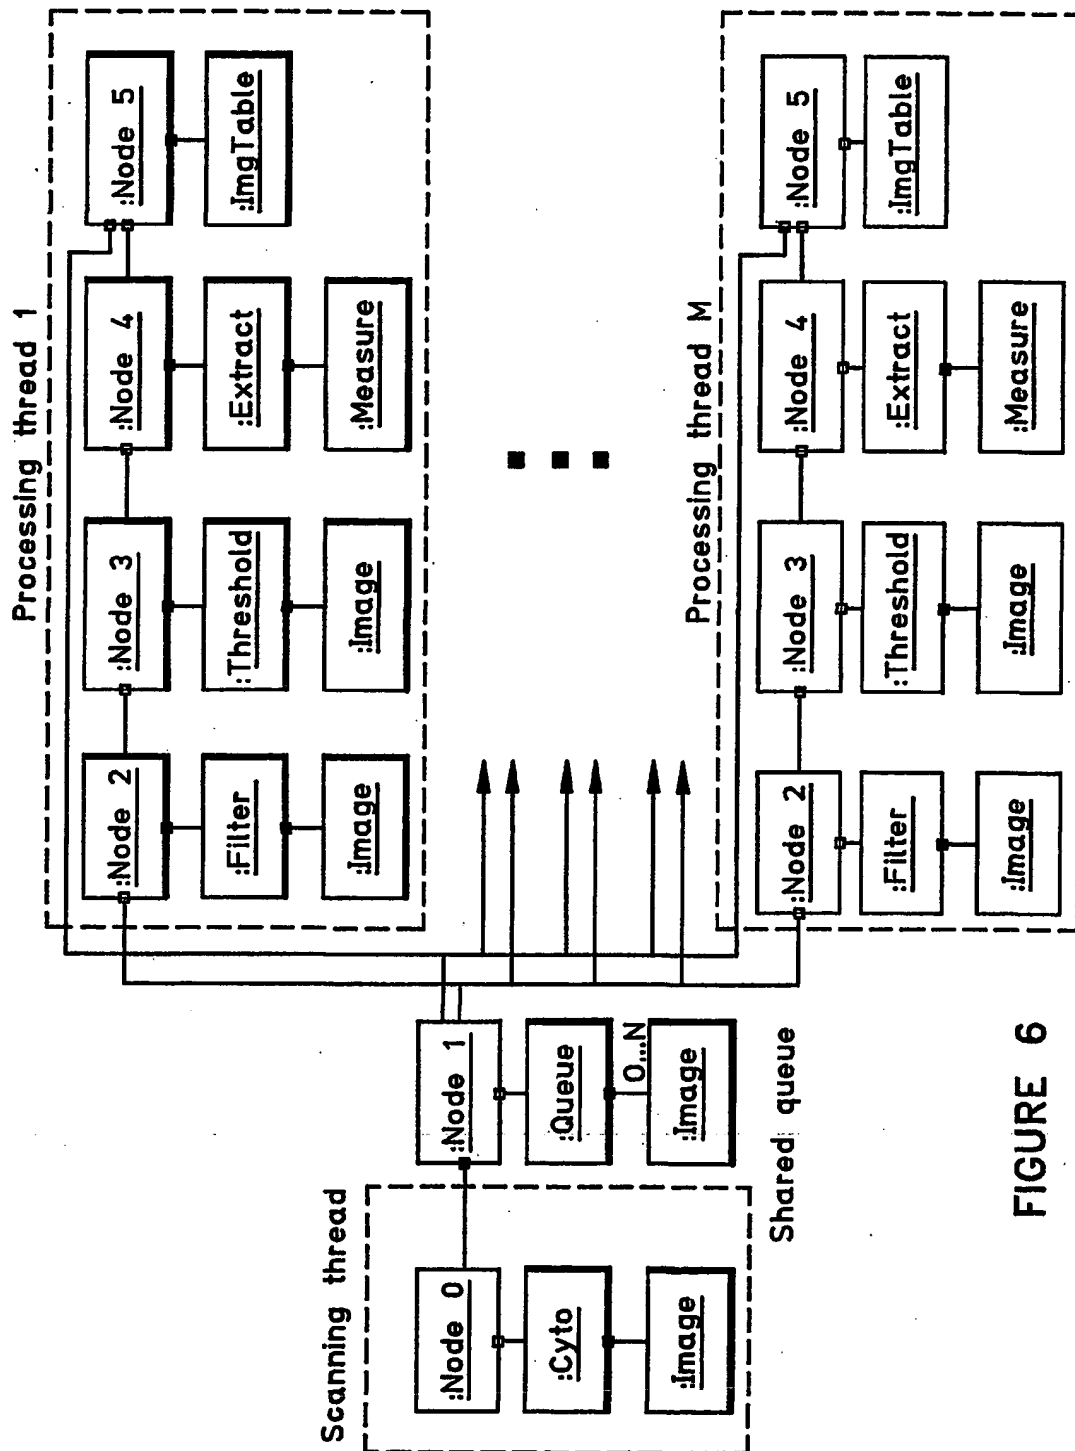 Scanning thread
:Node 0
:Cyto
:Image
:Node 1
:Queue
0...N
:Image
Shared queue
Processing thread 1
:Node 2
:Filter
:Image
:Node 3
:Threshold
:Image
:Node 4
:Extract
:Measure
:Node 5
:ImgTable
Processing thread M
:Node 2
:Filter
:Image
:Node 3
:Threshold
:Image
:Node 4
:Extract
:Measure
:Node 5
:ImgTable
FIGURE 6